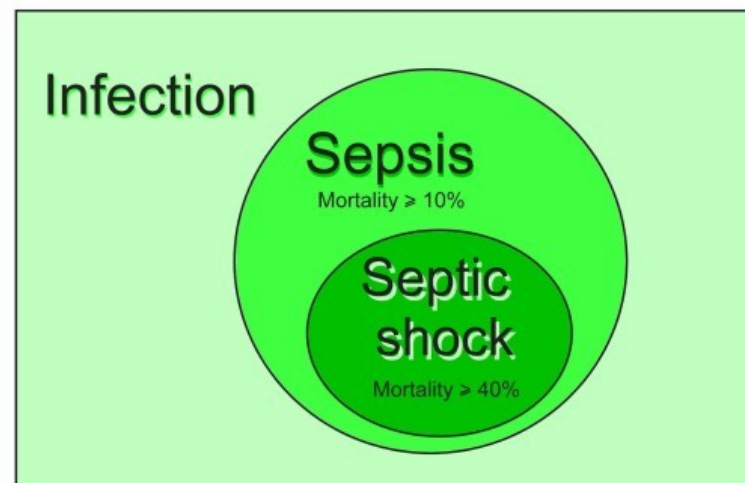 Infection
Sepsis
Mortality ⩾ 10%
Septic
shock
Mortality ⩾ 40%